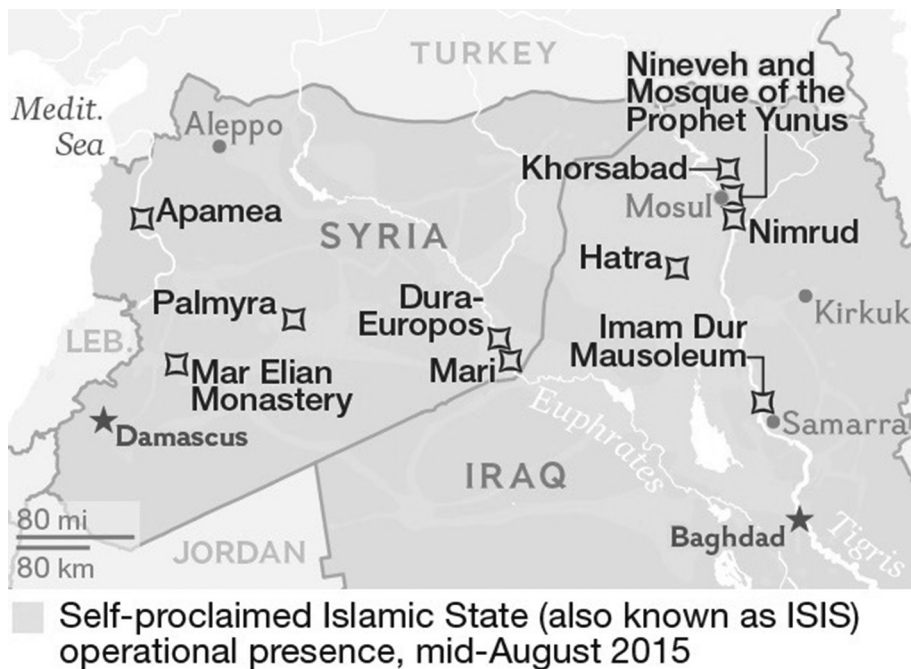 TURKEY
Nineveh and
Mosque of the
Prophet Yunus
Medit.
Sea
Aleppo
Khorsabad
Mosul
Apamea
SYRIA
Nimrud
Hatra
Palmyra
Dura-
Europos
Kirkuk
LEB.
Imam Dur
Mausoleum
Mari
Mar Elian
Monastery
Euphrates
Samarra
Damascus
IRAQ
80 mi
80 km
JORDAN
Baghdad
Tigris
Self-proclaimed Islamic State (also known as ISIS)
operational presence, mid-August 2015